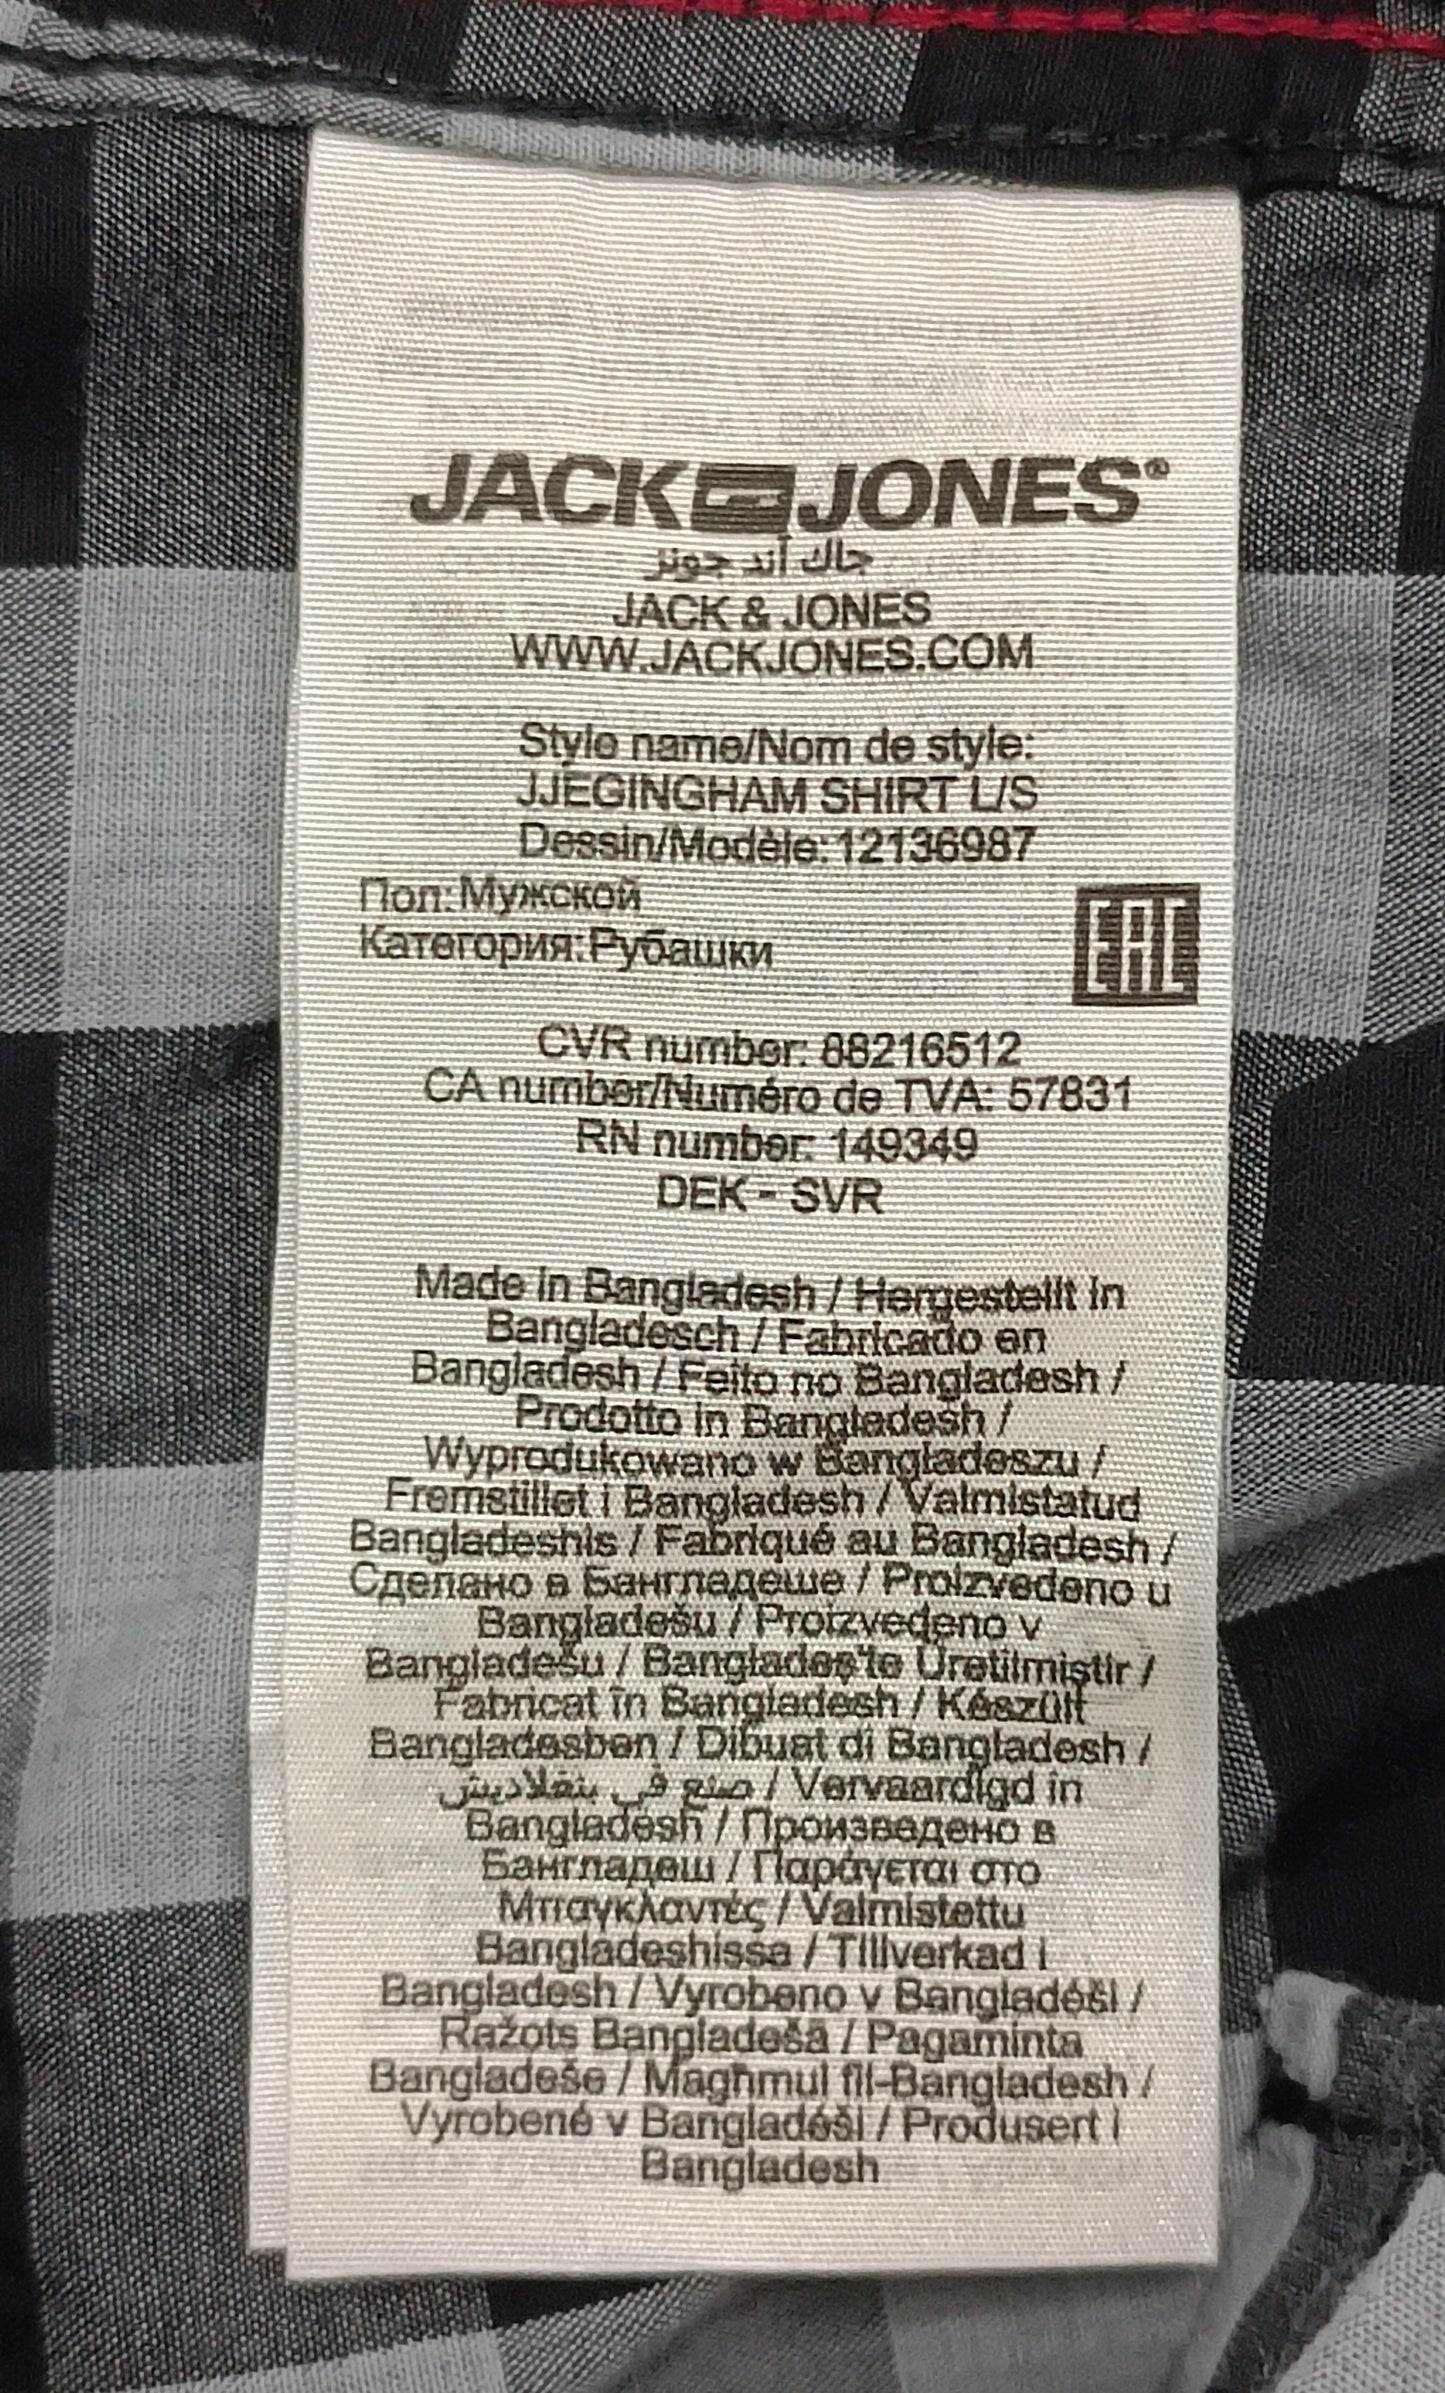 JACK JONES®
جاك أند جونز
JACK & JONES
WWW.JACKJONES.COM
Style name/Nom de style:
JJEGINGHAM SHIRT L/S
Dessin/Modèle:12136987
Пол:Мужской
Категория:Рубашки
EAC
CVR number: 88216512
CA number/Numéro de TVA: 57831
RN number: 149349
DEK - SVR
Made in Bangladesh / Hergestellt in
Bangladesch / Fabricado en
Bangladesh / Feito no Bangladesh /
Prodotto in Bangladesh /
Wyprodukowano w Bangladeszu /
Fremstillet i Bangladesh / Valmistatud
Bangladeshis / Fabriqué au Bangladesh /
Сделано в Бангладеше / Proizvedeno u
Bangladešu / Proizvedeno v
Bangladešu / Bangladeş'te Üretilmiştir /
Fabricat în Bangladesh / Készült
Bangladesben / Dibuat di Bangladesh /
صنع في بنغلاديش / Vervaardigd in
Bangladesh / Произведено в
Бангладеш / Παράγεται στο
Μπαγκλαντές / Valmistettu
Bangladeshissa / Tillverkad i
Bangladesh / Vyrobeno v Bangladéši /
Ražots Bangladešā / Pagaminta
Bangladeše / Magħmul fil-Bangladesh /
Vyrobené v Bangladéši / Produsert i
Bangladesh